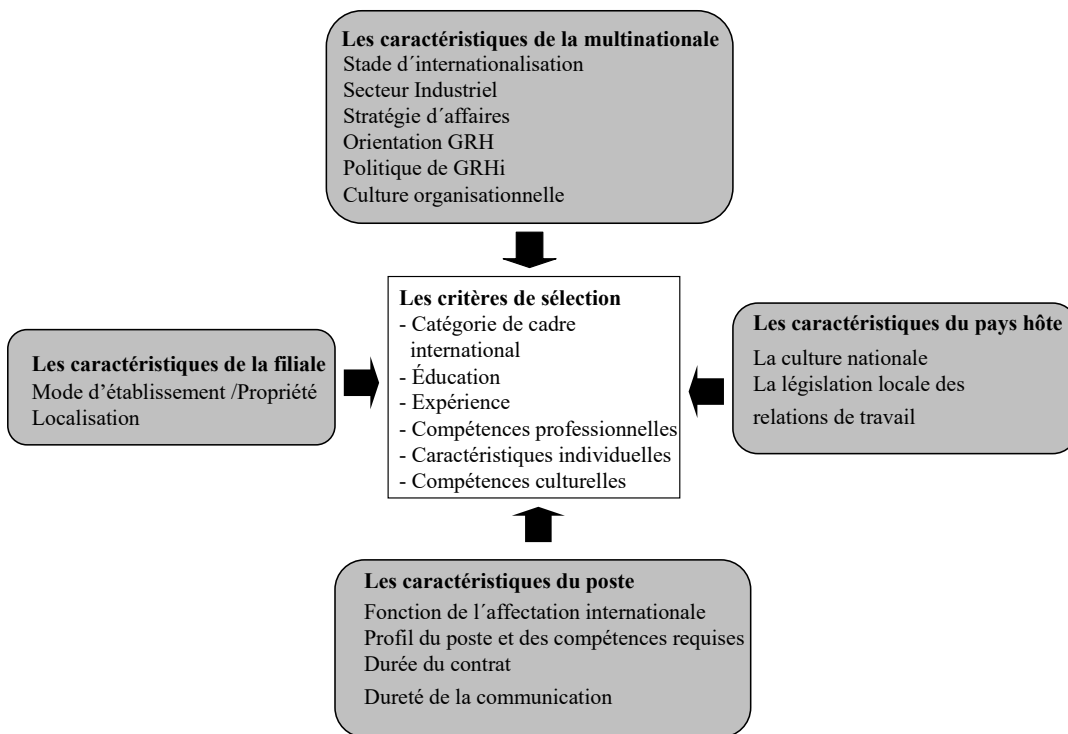 Les caractéristiques de la multinationale
Stade d´internationalisation
Secteur Industriel
Stratégie d´affaires
Orientation GRH
Politique de GRHi
Culture organisationnelle
Les caractéristiques de la filiale
Mode d’établissement /Propriété
Localisation
Les critères de sélection
- Catégorie de cadre
international
- Éducation
- Expérience
- Compétences professionnelles
- Caractéristiques individuelles
- Compétences culturelles
Les caractéristiques du pays hôte
La culture nationale
La législation locale des
relations de travail
Les caractéristiques du poste
Fonction de l´affectation internationale
Profil du poste et des compétences requises
Durée du contrat
Dureté de la communication